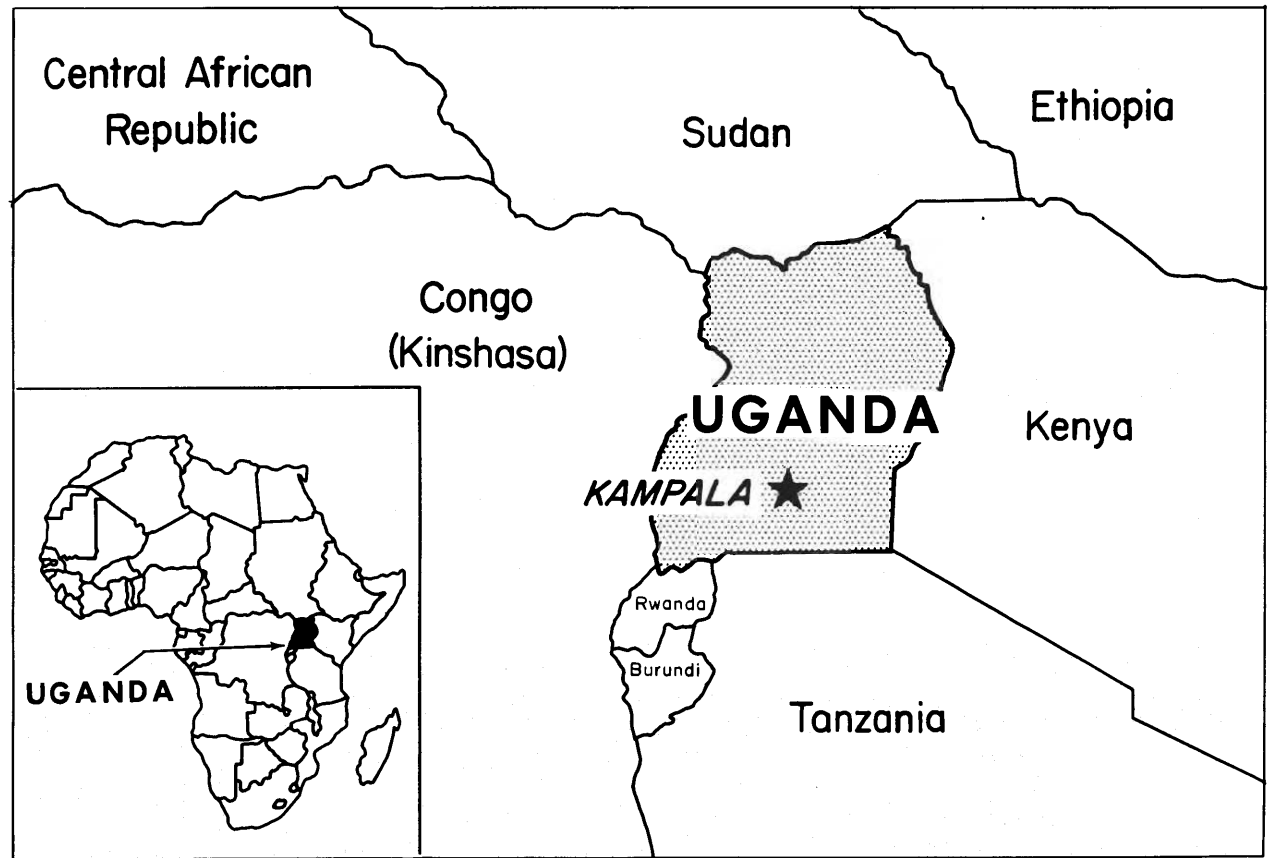 Central African
Republic
Sudan
Ethiopia
Congo
(Kinshasa)
UGANDA
Kenya
KAMPALA
Rwanda
Burundi
Tanzania
UGANDA